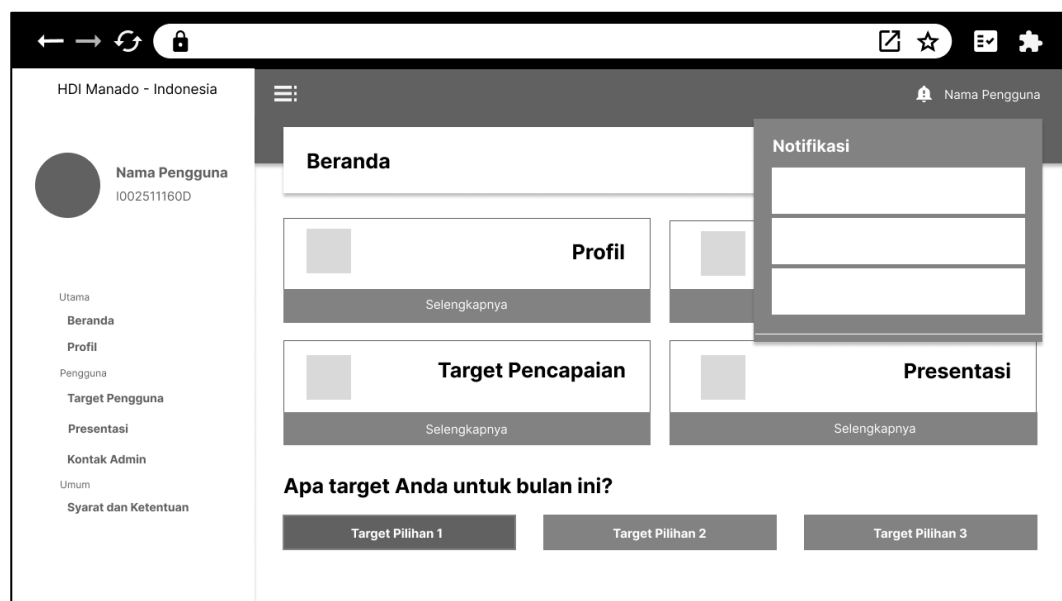 HDI Manado - Indonesia
Nama Pengguna
Nama Pengguna
I002511160D
Utama
Beranda
Profil
Pengguna
Target Pengguna
Presentasi
Kontak Admin
Umum
Syarat dan Ketentuan
Beranda
Notifikasi
Profil
Selengkapnya
Target Pencapaian
Selengkapnya
Presentasi
Selengkapnya
Apa target Anda untuk bulan ini?
Target Pilihan 1
Target Pilihan 2
Target Pilihan 3